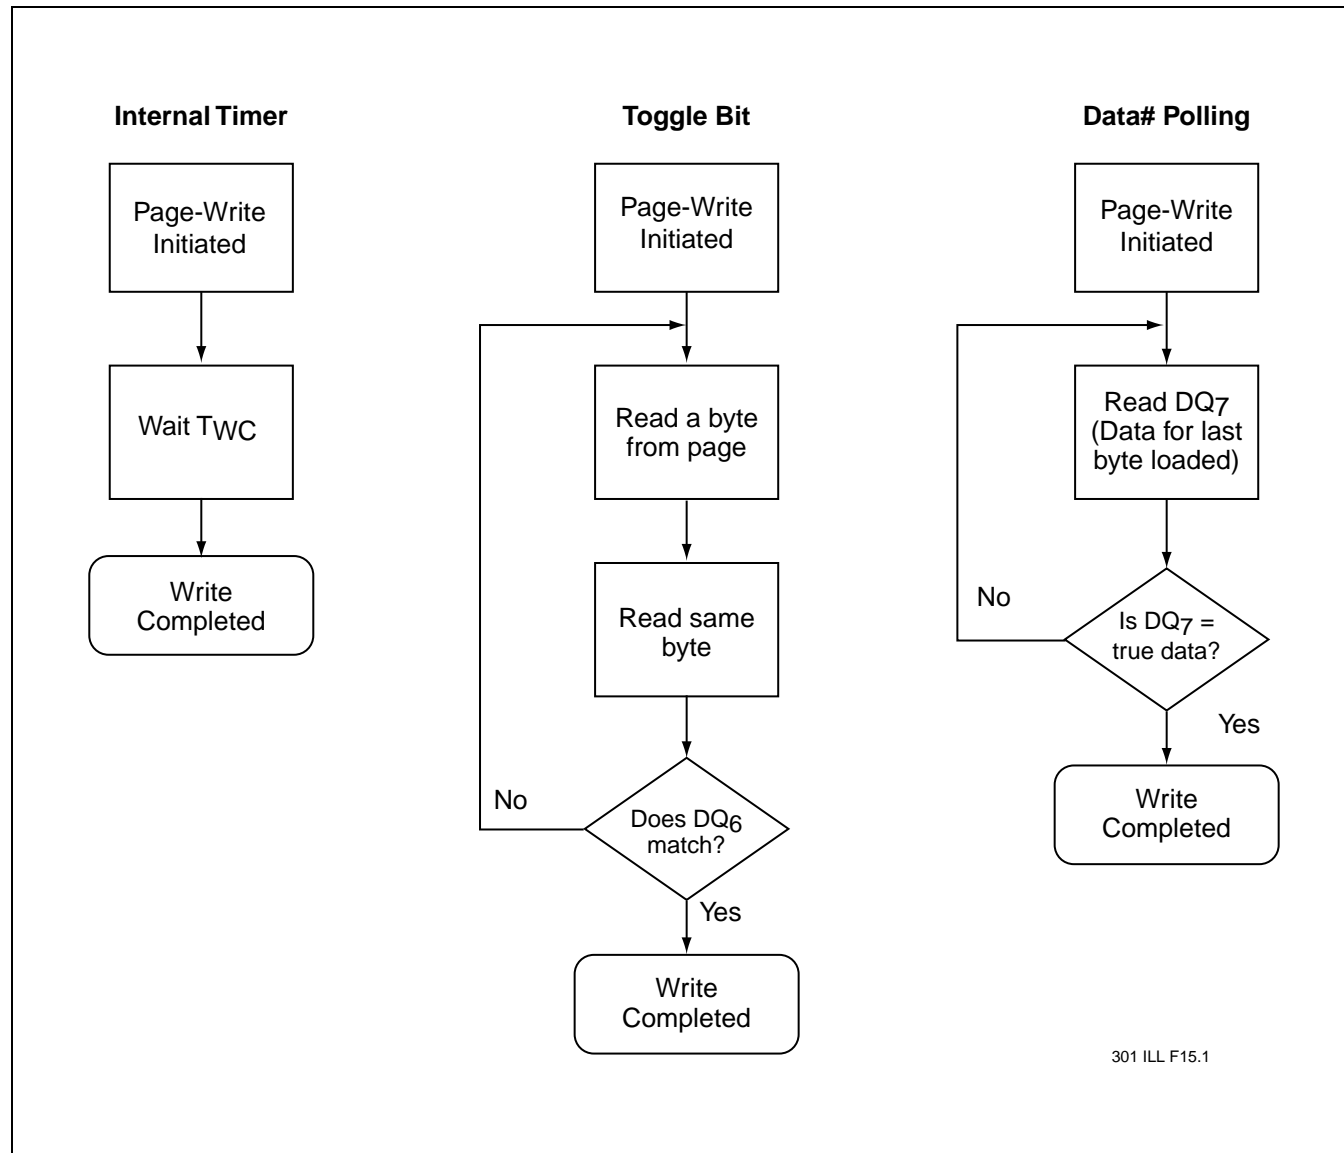 Internal Timer
Page-Write
Initiated
Wait TWC
Write
Completed
Toggle Bit
Page-Write
Initiated
Read a byte
from page
Read same
byte
No
Does DQ6
match?
Yes
Write
Completed
Data# Polling
Page-Write
Initiated
Read DQ7
(Data for last
byte loaded)
No
Is DQ7 =
true data?
Yes
Write
Completed
301 ILL F15.1